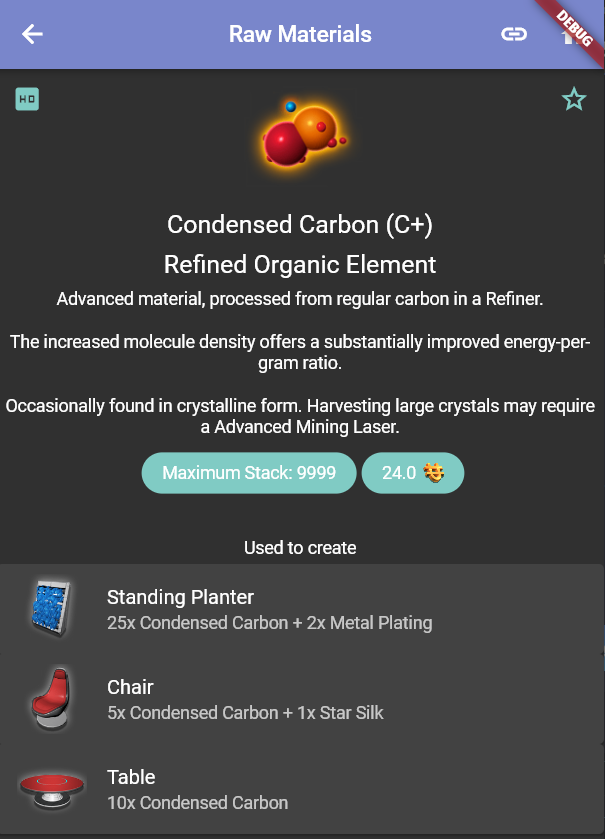 Raw Materials
DEBUG
HD
Condensed Carbon (C+)
Refined Organic Element
Advanced material, processed from regular carbon in a Refiner.
The increased molecule density offers a substantially improved energy-per-
gram ratio.
Occasionally found in crystalline form. Harvesting large crystals may require
a Advanced Mining Laser.
Maximum Stack: 9999
24.0
Used to create
Standing Planter
25x Condensed Carbon + 2x Metal Plating
Chair
5x Condensed Carbon + 1x Star Silk
Table
10x Condensed Carbon